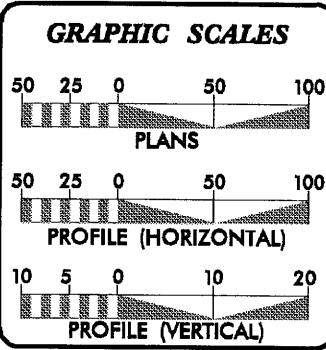 GRAPHIC SCALES
50 25 0 50 100
PLANS
50 25 0 50 100
PROFILE (HORIZONTAL)
10 5 0 10 20
PROFILE (VERTICAL)